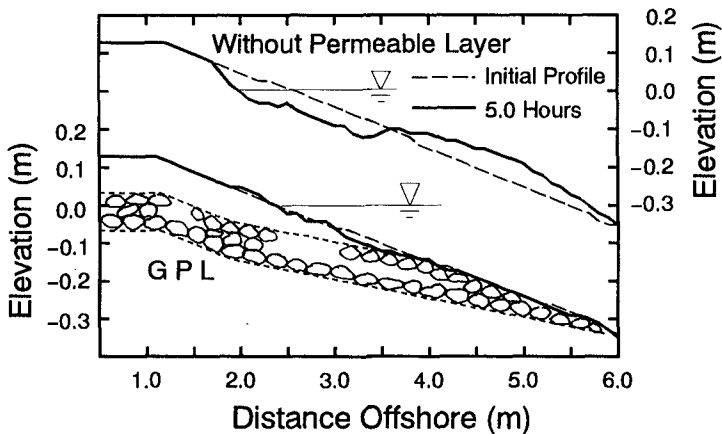 Without Permeable Layer
Initial Profile
5.0 Hours
0.2
0.1
0.0
-0.1
-0.2
-0.3
Elevation (m)
0.2
0.1
0.0
-0.1
-0.2
-0.3
Elevation (m)
GPL
1.0 2.0 3.0 4.0 5.0 6.0
Distance Offshore (m)